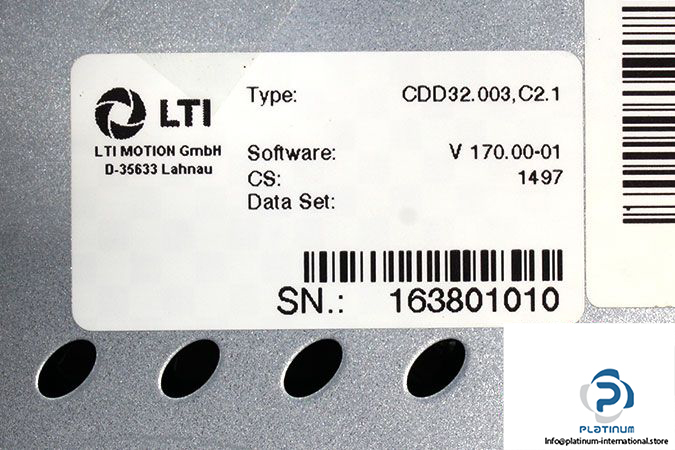 LTI
LTI MOTION GmbH
D-35633 Lahnau
Type: CDD32.003,C2.1
Software: V 170.00-01
CS: 1497
Data Set:
SN.: 163801010
1
PLATINUM
Info@platinum-international.store